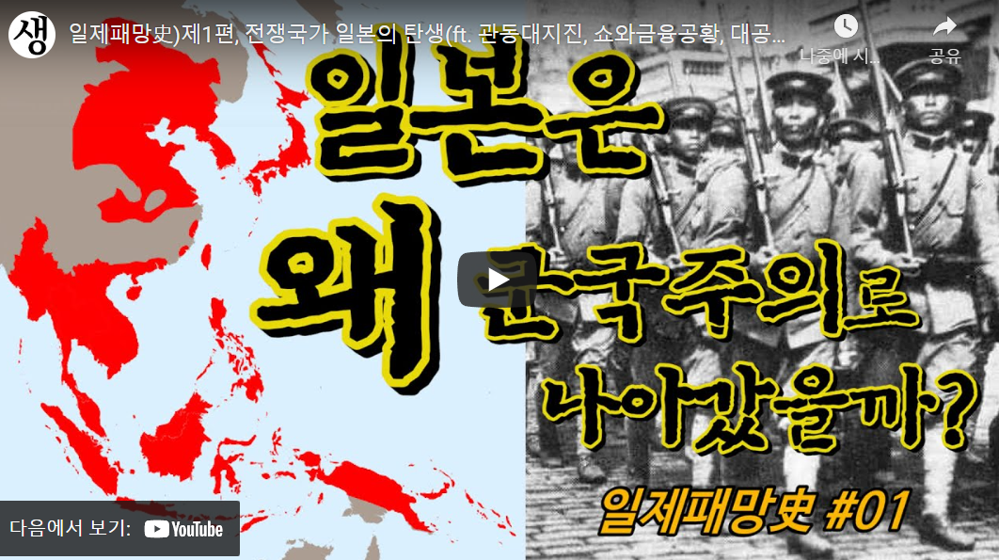 생
일제패망史)제1편, 전쟁국가 일본의 탄생(ft. 관동대지진, 쇼와금융공황, 대공...
나중에 시...
공유
일본은
왜 군국주의로
나아갔을까?
일제패망史 #01
다음에서 보기: YouTube